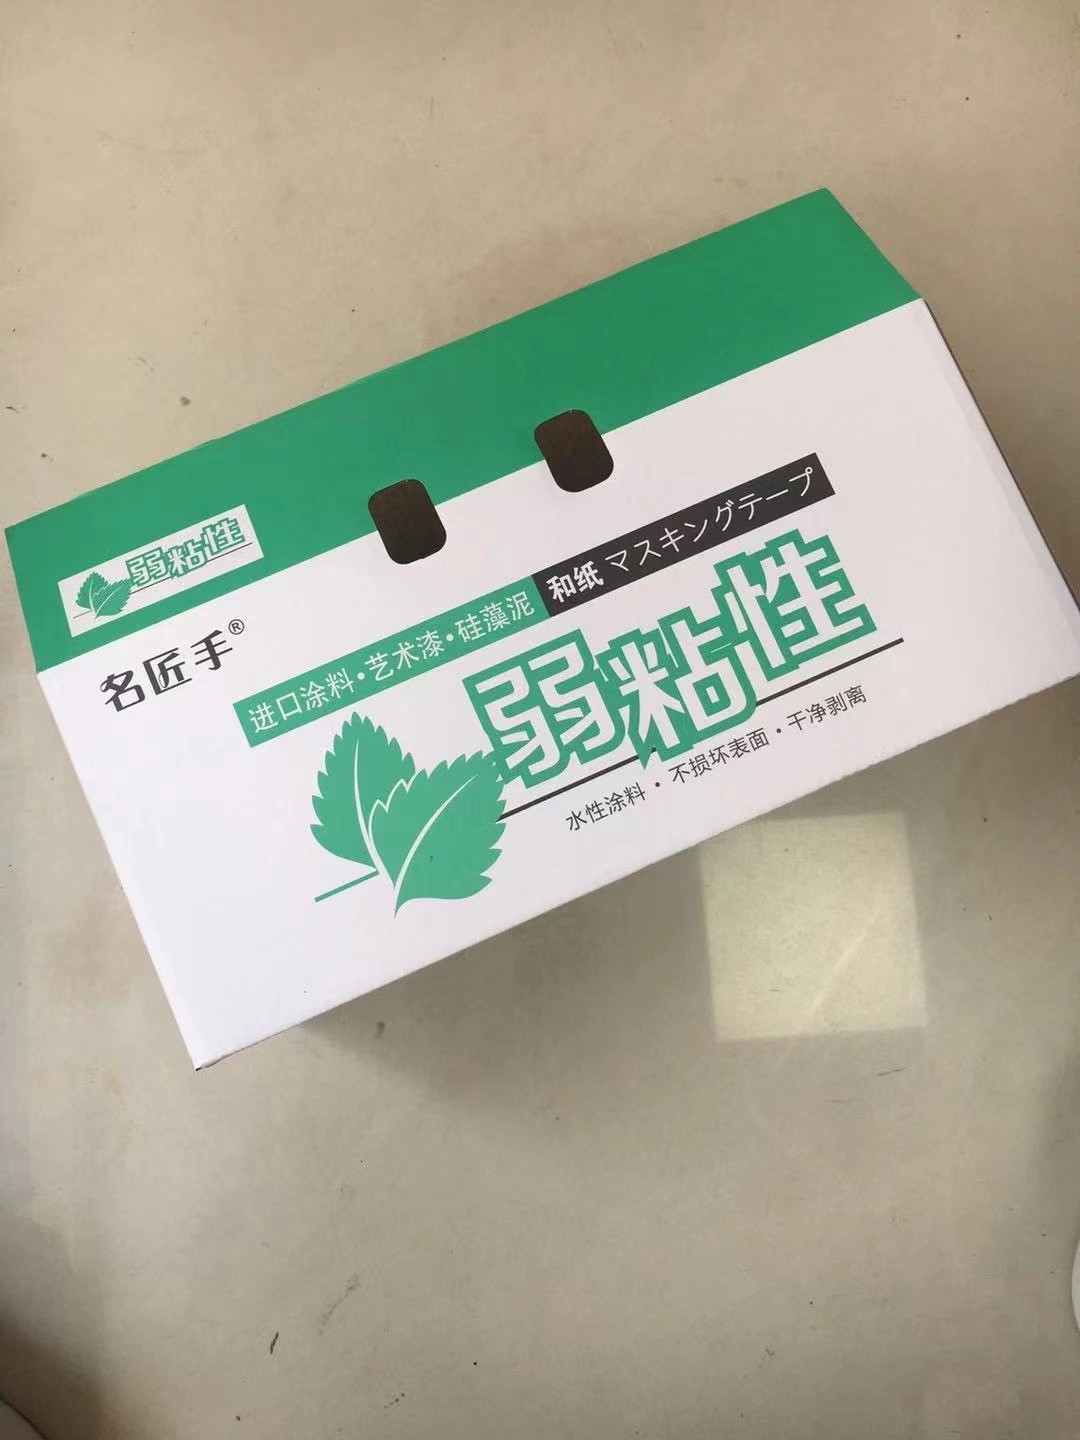 弱粘性
名匠手®
进口涂料·艺术漆·硅藻泥 和纸 マスキングテープ
弱粘性
水性涂料·不损坏表面·干净剥离